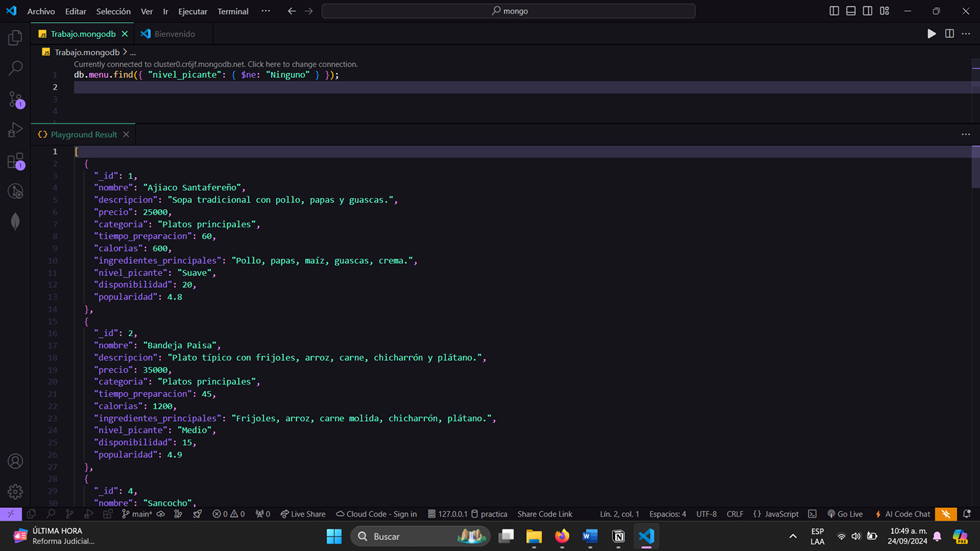 Archivo Editar Selección Ver Ir Ejecutar Terminal ··· mongo
Trabajo.mongodb Bienvenido
Trabajo.mongodb > ...
Currently connected to cluster0.cr6jf.mongodb.net. Click here to change connection.
1 db.menu.find({ "nivel_picante": { $ne: "Ninguno" } });
2
3
4
Playground Result
1 [
2 {
3 "_id": 1,
4 "nombre": "Ajiaco Santafereño",
5 "descripcion": "Sopa tradicional con pollo, papas y guascas.",
6 "precio": 25000,
7 "categoria": "Platos principales",
8 "tiempo_preparacion": 60,
9 "calorias": 600,
10 "ingredientes_principales": "Pollo, papas, maíz, guascas, crema.",
11 "nivel_picante": "Suave",
12 "disponibilidad": 20,
13 "popularidad": 4.8
14 },
15 {
16 "_id": 2,
17 "nombre": "Bandeja Paisa",
18 "descripcion": "Plato típico con frijoles, arroz, carne, chicharrón y plátano.",
19 "precio": 35000,
20 "categoria": "Platos principales",
21 "tiempo_preparacion": 45,
22 "calorias": 1200,
23 "ingredientes_principales": "Frijoles, arroz, carne molida, chicharrón, plátano.",
24 "nivel_picante": "Medio",
25 "disponibilidad": 15,
26 "popularidad": 4.9
27 },
28 {
29 "_id": 4,
30 "nombre": "Sancocho",
main* 0 0 0 Live Share Cloud Code - Sign in 127.0.0.1 practica Share Code Link Lín. 2, col. 1 Espacios: 4 UTF-8 CRLF {} JavaScript Go Live AI Code Chat
ÚLTIMA HORA
Reforma Judicial...
Buscar
ESP
LAA
10:49 a. m.
24/09/2024